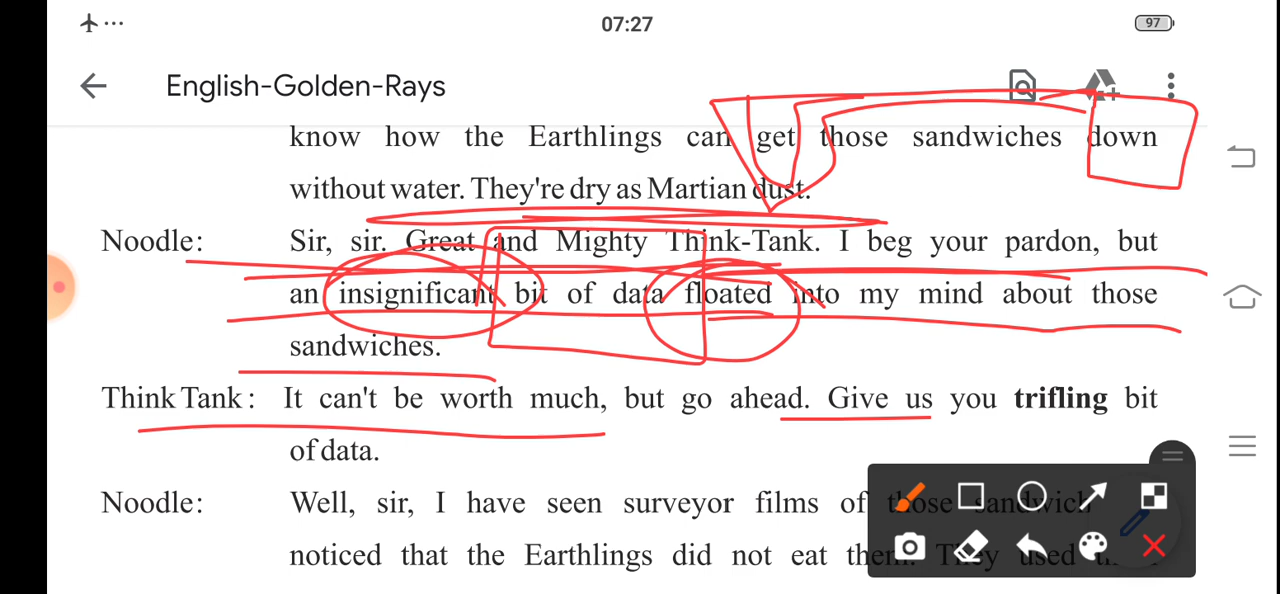 07:27
97
English-Golden-Rays
know how the Earthlings can get those sandwiches down
without water. They're dry as Martian dust.
Noodle: Sir, sir. Great and Mighty Think-Tank. I beg your pardon, but
an insignificant bit of data floated into my mind about those
sandwiches.
Think Tank: It can't be worth much, but go ahead. Give us you trifling bit
of data.
Noodle: Well, sir, I have seen surveyor films of those
noticed that the Earthlings did not eat